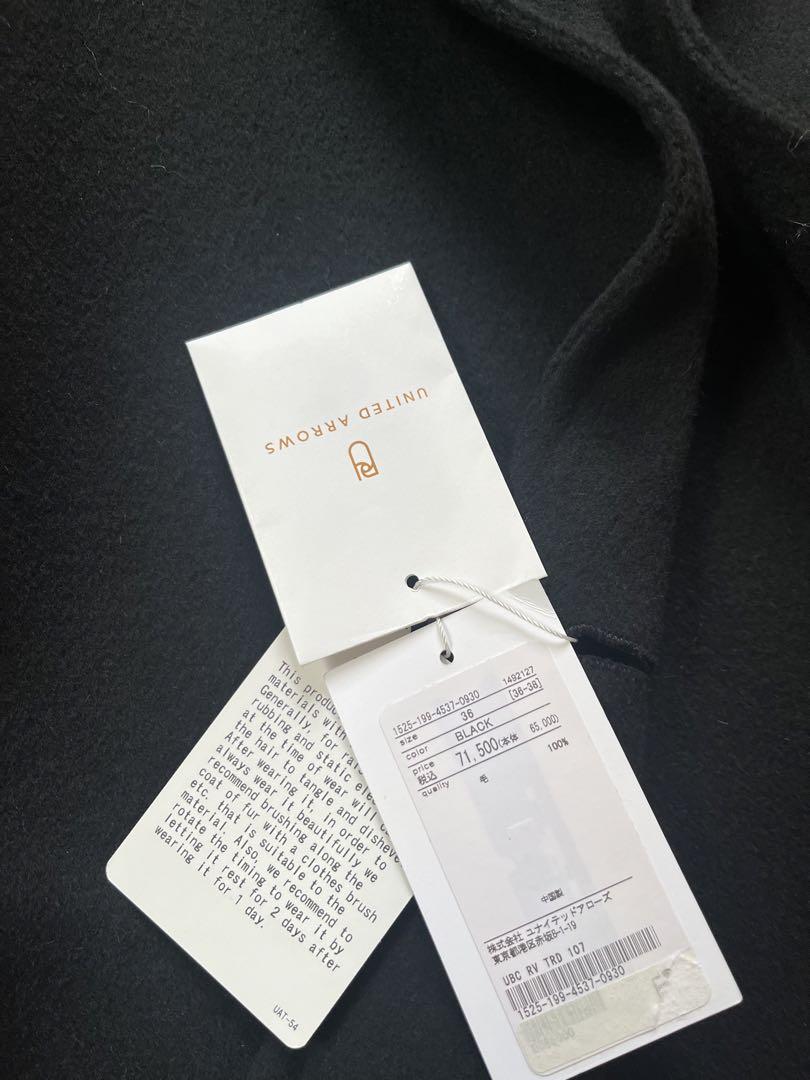 UNITED ARROWS
This
materials with
Generally, for
rubbing and static
at the time of wear will
the hair to tangle and
After wearing it, in order to
always wear it beautifully we
recommend brushing along the
coat of fur with a clothes brush
etc. that is suitable to the
material. Also, we recommend to
rotate the timing to wear it by
letting it rest for 2 days after
wearing it for 1 day.
UAT-54
1525-199-4537-0930 1492127
size 36 [36-38]
color BLACK
price
税込 71,500(本体 65,000)
quality 毛 100%
中国製
株式会社 ユナイテッドアローズ
東京都港区赤坂8-1-19
UBC RV TRD 107
1525-199-4537-0930